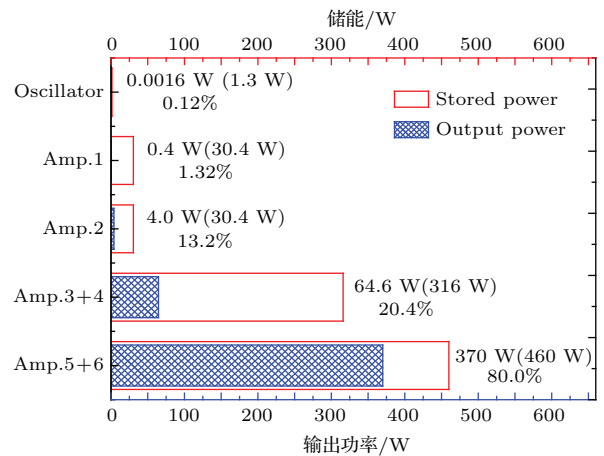 储能/W
0 100 200 300 400 500 600
Oscillator
0.0016 W (1.3 W)
0.12%
Stored power
Output power
Amp.1
0.4 W(30.4 W)
1.32%
Amp.2
4.0 W(30.4 W)
13.2%
Amp.3+4
64.6 W(316 W)
20.4%
Amp.5+6
370 W(460 W)
80.0%
0 100 200 300 400 500 600
输出功率/W